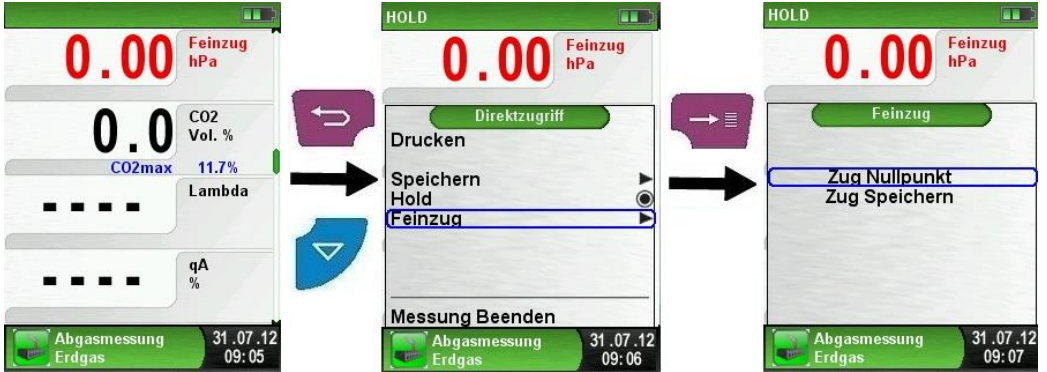 0.00 Feinzug
hPa
0.0 CO2
Vol. %
CO2max 11.7%
---- Lambda
---- qA
%
Abgasmessung 31.07.12
Erdgas 09:05
HOLD
0.00 Feinzug
hPa
Direktzugriff
Drucken
Speichern
Hold
Feinzug
Messung Beenden
Abgasmessung 31.07.12
Erdgas 09:06
HOLD
0.00 Feinzug
hPa
Feinzug
Zug Nullpunkt
Zug Speichern
Abgasmessung 31.07.12
Erdgas 09:07